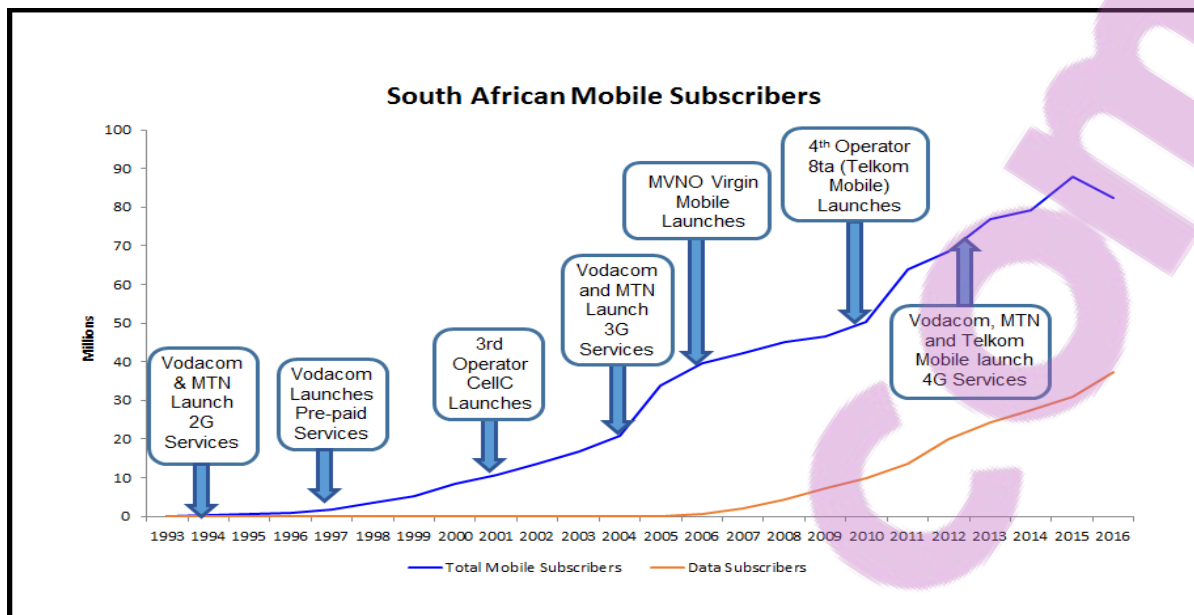 South African Mobile Subscribers
100
90
80
70
60
50
40
30
20
10
0
Millions
Vodacom
& MTN
Launch
2G
Services
Vodacom
Launches
Pre-paid
Services
3rd
Operator
CellC
Launches
Vodacom
and MTN
Launch
3G
Services
MVNO Virgin
Mobile
Launches
4th Operator
8ta (Telkom
Mobile)
Launches
Vodacom, MTN
and Telkom
Mobile launch
4G Services
1993 1994 1995 1996 1997 1998 1999 2000 2001 2002 2003 2004 2005 2006 2007 2008 2009 2010 2011 2012 2013 2014 2015 2016
Total Mobile Subscribers Data Subscribers
Com